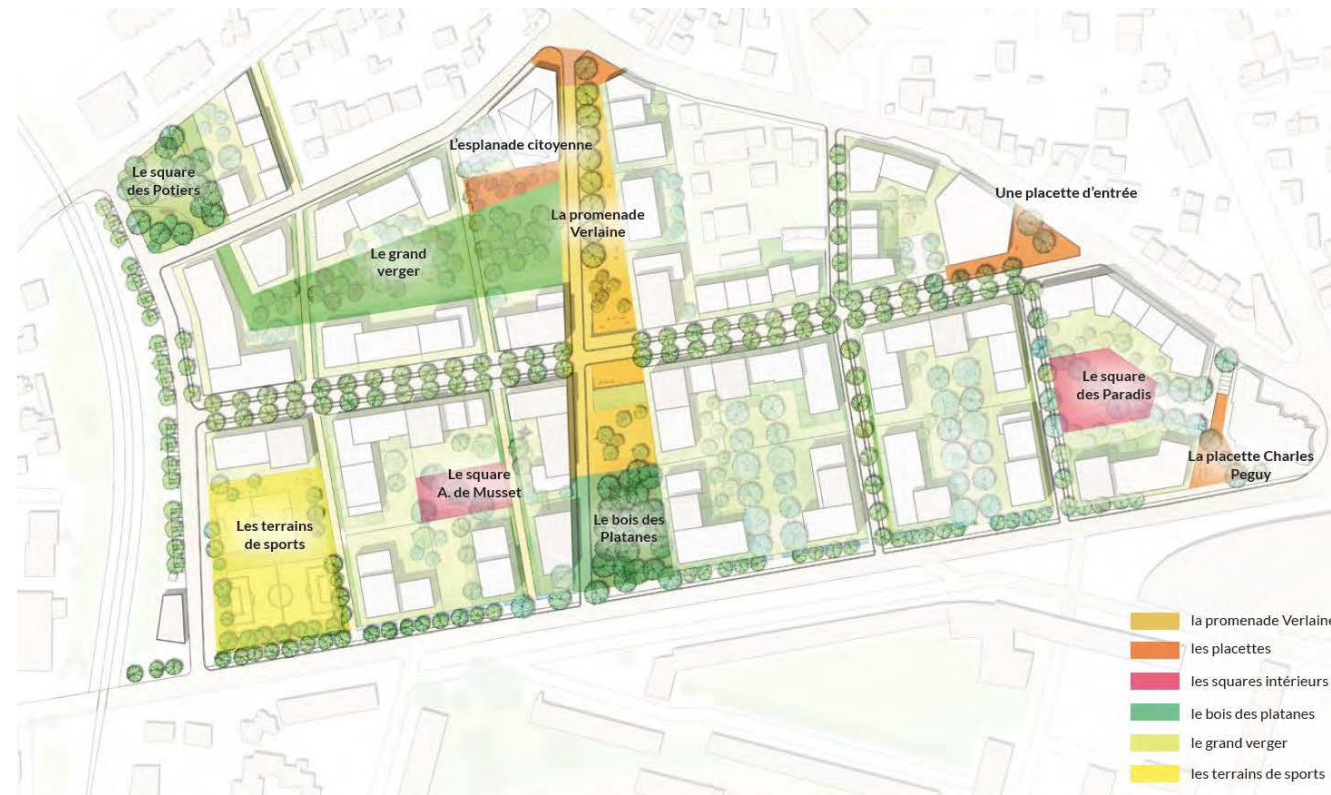 L'esplanade citoyenne
Le square
des Potiers
Une placette d'entrée
La promenade
Verlaine
Le grand
verger
Le square
des Paradis
La placette Charles
Peguy
Le square
A. de Musset
Les terrains
de sports
Le bois des
Platanes
la promenade Verlaine
les placettes
les squares intérieurs
le bois des platanes
le grand verger
les terrains de sports